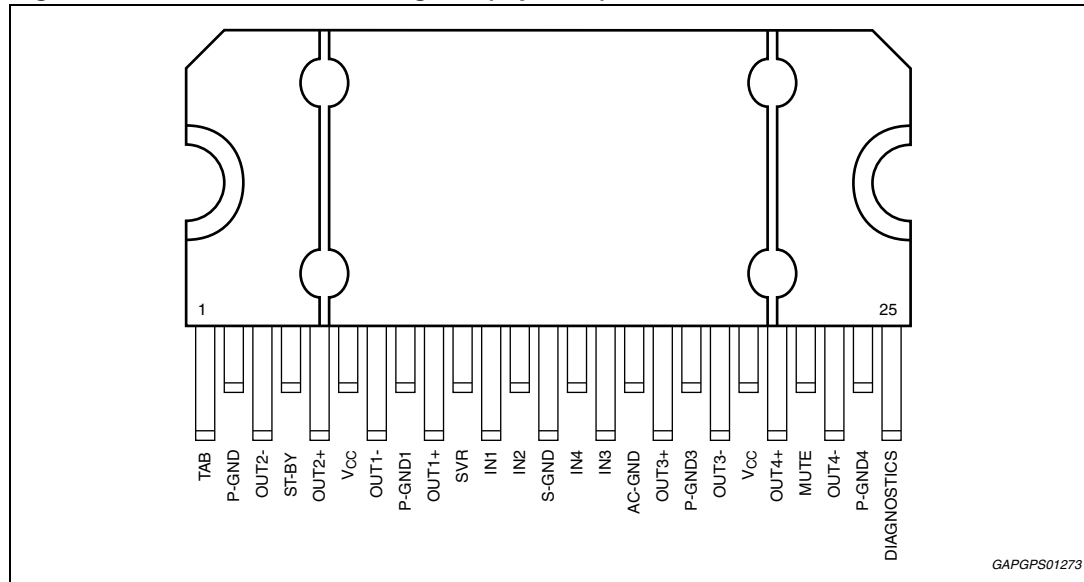 1
25
TAB
P-GND
OUT2-
ST-BY
OUT2+
VCC
OUT1-
P-GND1
OUT1+
SVR
IN1
IN2
S-GND
IN4
IN3
AC-GND
OUT3+
P-GND3
OUT3-
VCC
OUT4+
MUTE
OUT4-
P-GND4
DIAGNOSTICS
GAPGPS01273